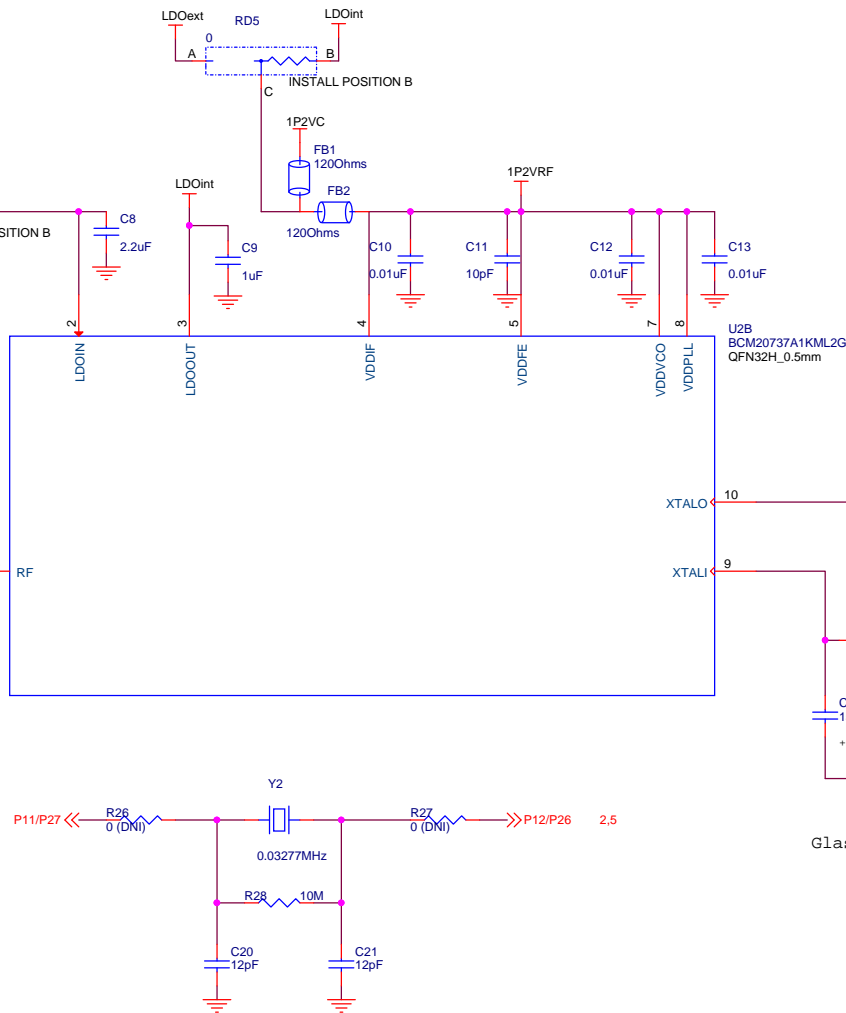 LDOext
LDOint
RD5
0
A
B
INSTALL POSITION B
C
1P2VC
FB1
120Ohms
LDOint
1P2VRF
FB2
C8
SITION B
2.2uF
120Ohms
C9
1uF
C10
0.01uF
C11
10pF
C12
0.01uF
C13
0.01uF
2
3
4
5
7
8
U2B
BCM20737A1KML2G
QFN32H_0.5mm
LDOIN
LDOOUT
VDDIF
VDDFE
VDDVCO
VDDPLL
10
XTALO
9
XTALI
RF
C
1
+
Y2
P11/P27
R26
0 (DNI)
R27
0 (DNI)
P12/P26
2,5
0.03277MHz
Glas
R28
10M
C20
12pF
C21
12pF